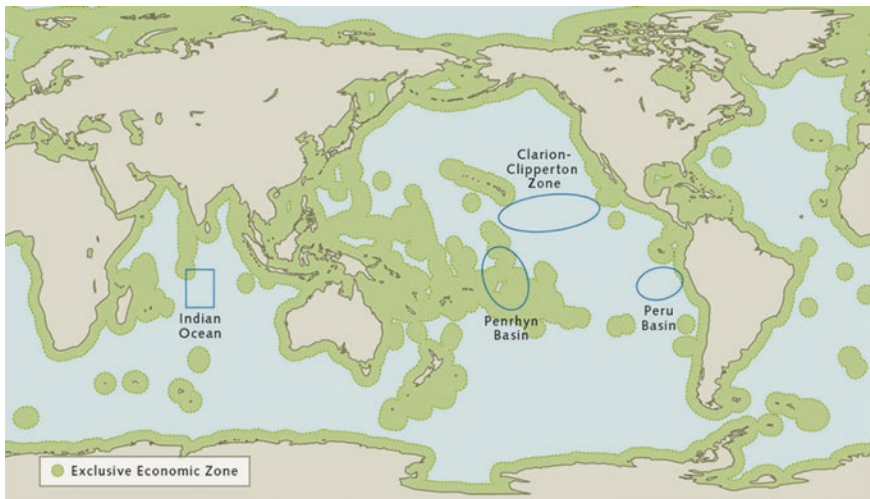 Clarion-
Clipperton
Zone
Indian
Ocean
Penrhyn
Basin
Peru
Basin
Exclusive Economic Zone